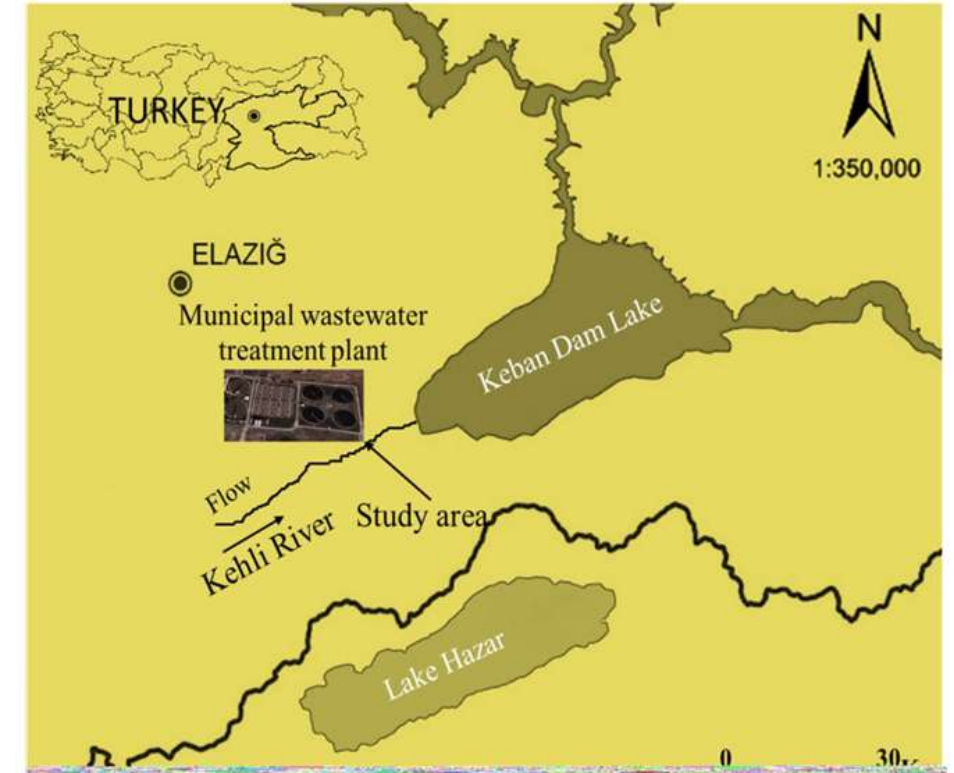 N
TURKEY
1:350,000
ELAZIĞ
Municipal wastewater
treatment plant
Keban Dam Lake
Flow
Study area
Kehli River
Lake Hazar
0 30